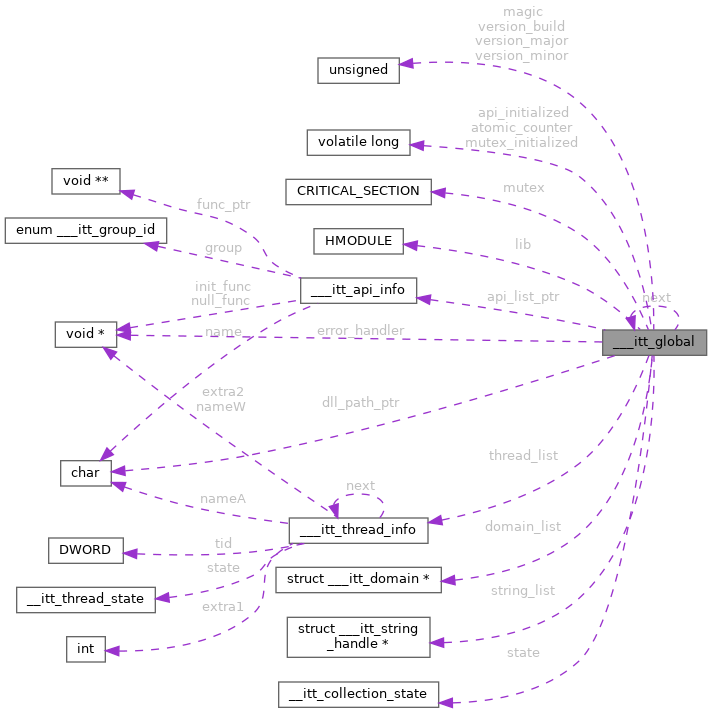 magic
version_build
version_major
version_minor
unsigned
api_initialized
atomic_counter
mutex_initialized
volatile long
void **
CRITICAL_SECTION
mutex
func_ptr
enum ___itt_group_id
HMODULE
lib
group
init_func
null_func
___itt_api_info
api_list_ptr
next
void *
name
error_handler
___itt_global
extra2
nameW
dll_path_ptr
char
thread_list
next
nameA
___itt_thread_info
domain_list
DWORD
tid
state
struct ___itt_domain *
string_list
__itt_thread_state
extra1
struct ___itt_string
_handle *
int
state
__itt_collection_state